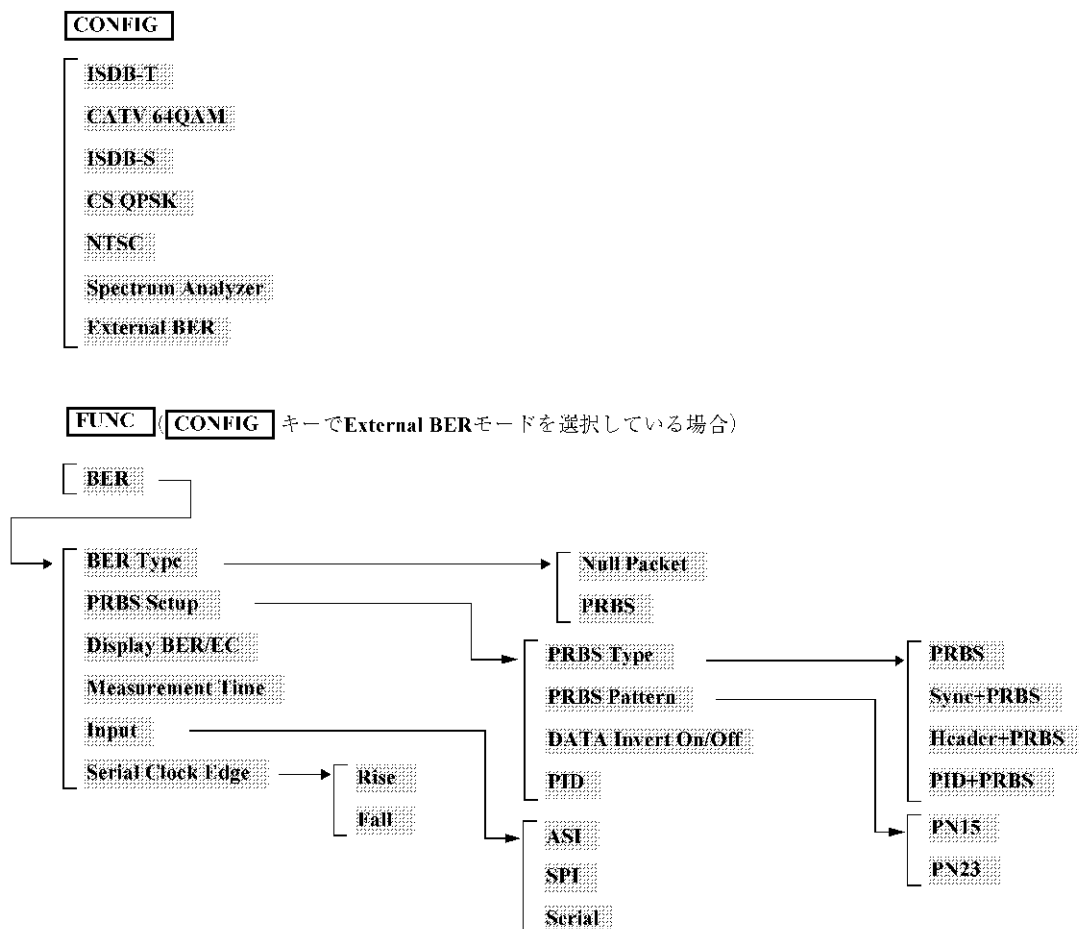 CONFIG
ISDB-T
CATV 64QAM
ISDB-S
CS QPSK
NTSC
Spectrum Analyzer
External BER
FUNC (CONFIG キーでExternal BERモードを選択している場合)
BER
BER Type
PRBS Setup
Display BER/EC
Measurement Time
Input
Serial Clock Edge
Null Packet
PRBS
Rise
Fall
PRBS Type
PRBS Pattern
DATA Invert On/Off
PID
ASI
SPI
Serial
PRBS
Sync+PRBS
Header+PRBS
PID+PRBS
PN15
PN23